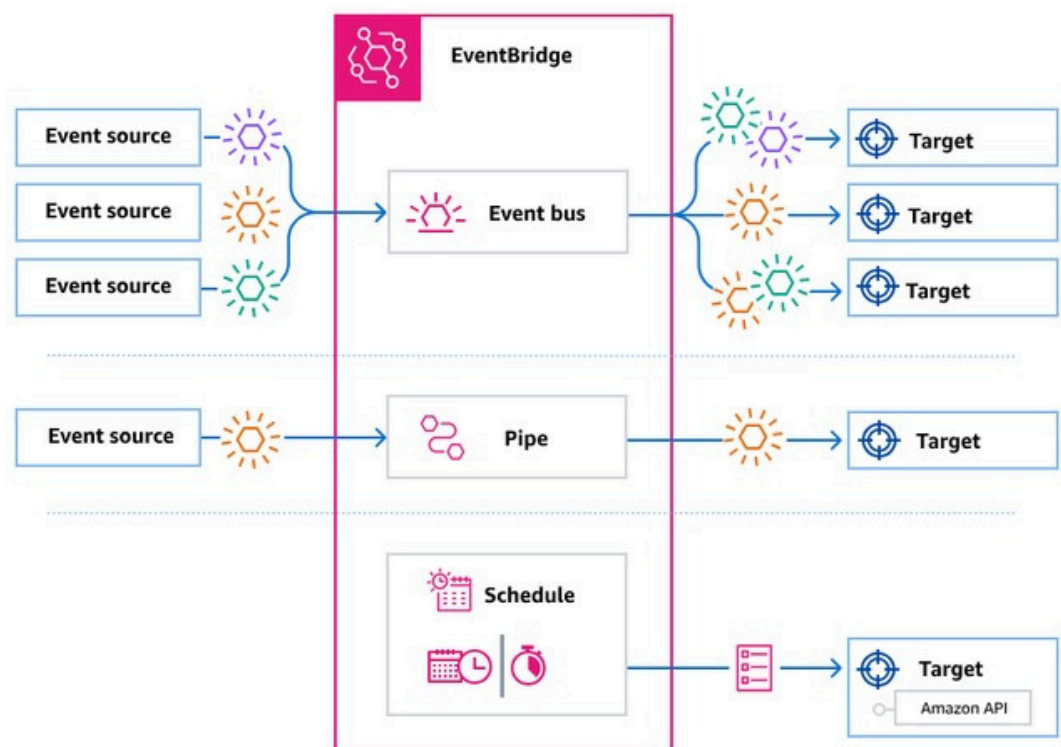 EventBridge
Event source
Target
Event source
Event bus
Target
Event source
Target
Event source
Pipe
Target
Schedule
Target
Amazon API